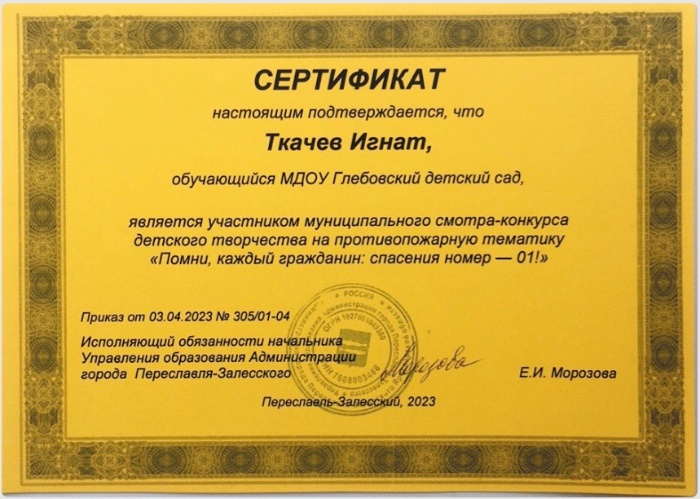 СЕРТИФИКАТ
настоящим подтверждается, что
Ткачев Игнат,
обучающийся МДОУ Глебовский детский сад,
является участником муниципального смотра-конкурса
детского творчества на противопожарную тематику
«Помни, каждый гражданин: спасения номер — 01!»
Приказ от 03.04.2023 № 305/01-04
Исполняющий обязанности начальника
Управления образования Администрации
города Переславля-Залесского
Е.И. Морозова
Переславль-Залесский, 2023
РОССИЯ
Морозова